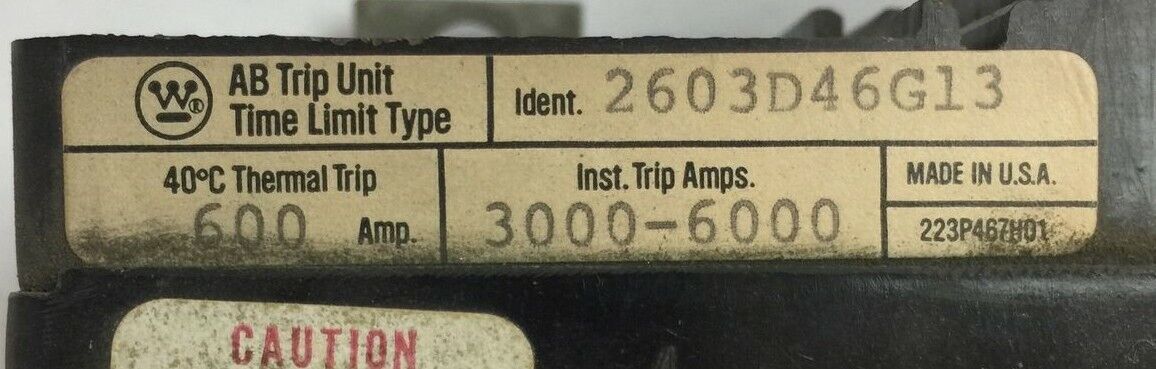 W®
AB Trip Unit
Time Limit Type
Ident. 2603D46G13
40°C Thermal Trip
600 Amp.
Inst. Trip Amps.
3000-6000
MADE IN U.S.A.
223P467H01
CAUTION